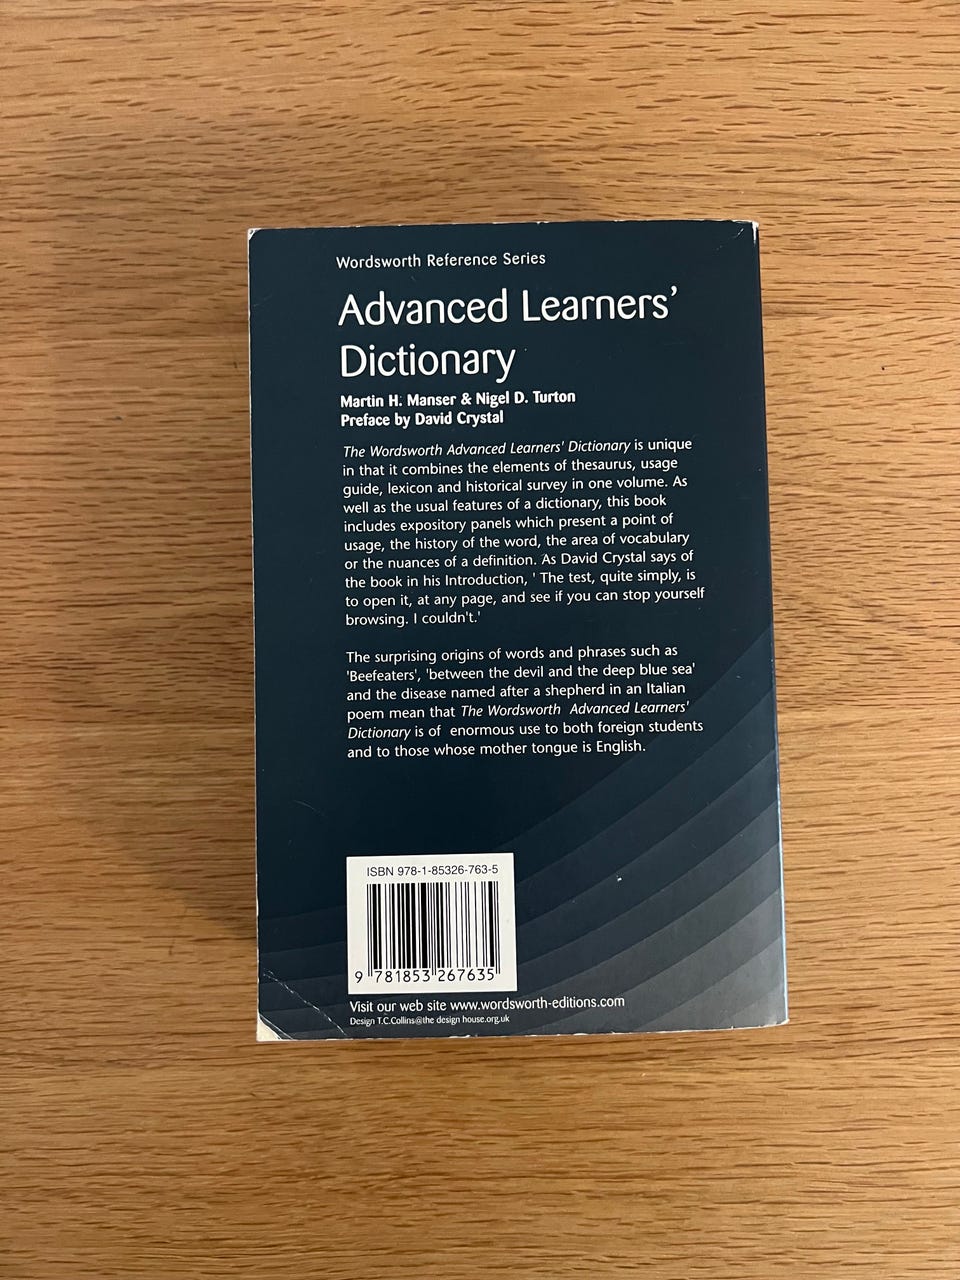 Wordsworth Reference Series
Advanced Learners'
Dictionary
Martin H. Manser & Nigel D. Turton
Preface by David Crystal
The Wordsworth Advanced Learners' Dictionary is unique
in that it combines the elements of thesaurus, usage
guide, lexicon and historical survey in one volume. As
well as the usual features of a dictionary, this book
includes expository panels which present a point of
usage, the history of the word, the area of vocabulary
or the nuances of a definition. As David Crystal says of
the book in his Introduction, ' The test, quite simply, is
to open it, at any page, and see if you can stop yourself
browsing. I couldn't.'
The surprising origins of words and phrases such as
'Beefeaters', 'between the devil and the deep blue sea'
and the disease named after a shepherd in an Italian
poem mean that The Wordsworth Advanced Learners'
Dictionary is of enormous use to both foreign students
and to those whose mother tongue is English.
ISBN 978-1-85326-763-5
9 781853 267635
Visit our web site www.wordsworth-editions.com
Design T.C.Collins@the design house.org.uk